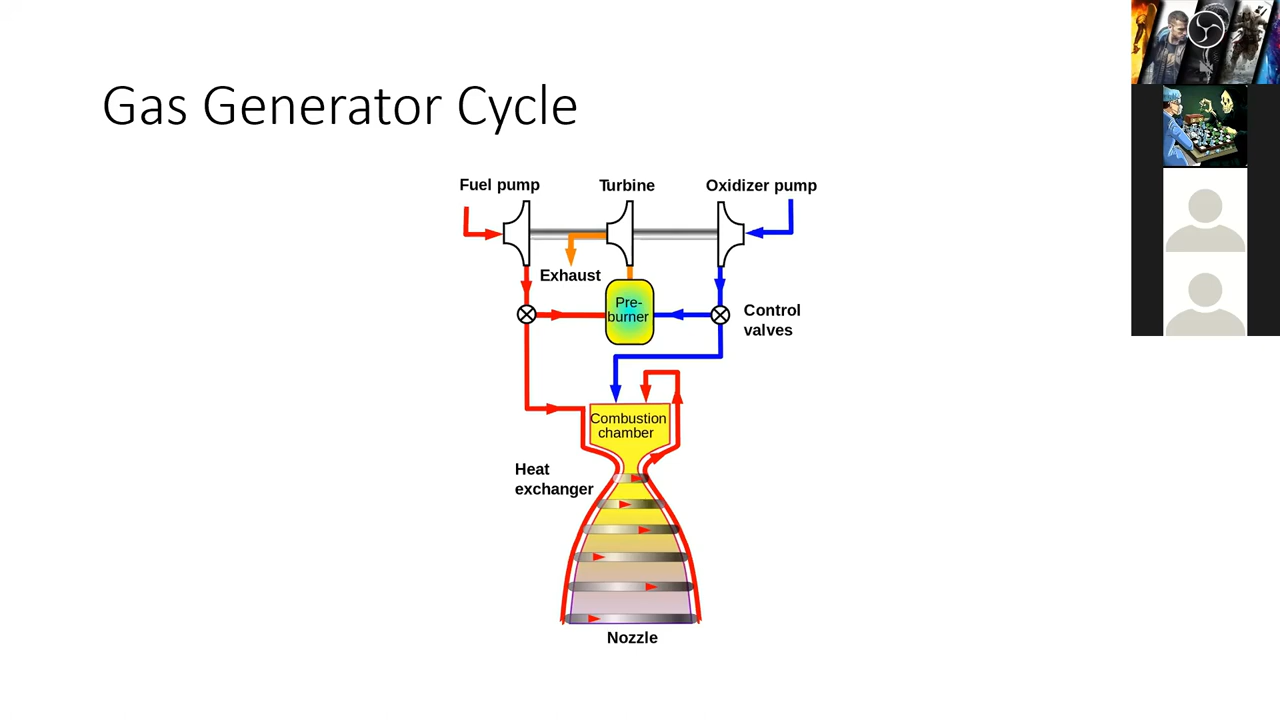 Gas Generator Cycle
Fuel pump
Turbine
Oxidizer pump
Exhaust
Pre-
burner
Control
valves
Combustion
chamber
Heat
exchanger
Nozzle